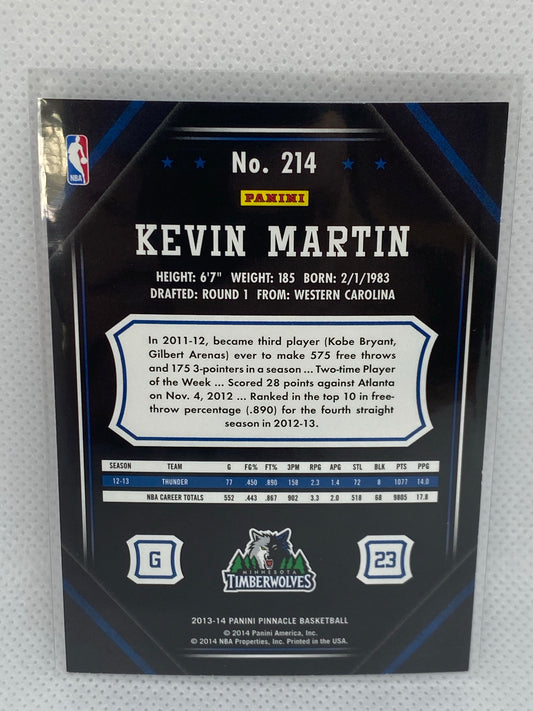 No. 214
NBA
PANINI
KEVIN MARTIN
HEIGHT: 6'7" WEIGHT: 185 BORN: 2/1/1983
DRAFTED: ROUND 1 FROM: WESTERN CAROLINA
In 2011-12, became third player (Kobe Bryant,
Gilbert Arenas) ever to make 575 free throws
and 175 3-pointers in a season ... Two-time Player
of the Week ... Scored 28 points against Atlanta
on Nov. 4, 2012 ... Ranked in the top 10 in free-
throw percentage (.890) for the fourth straight
season in 2012-13.
SEASON TEAM G FG% FT% 3PM RPG APG STL BLK PTS PPG
12-13 THUNDER 77 .450 .890 158 2.3 1.4 72 8 1077 14.0
NBA CAREER TOTALS 552 .443 .867 902 3.3 2.0 518 68 9805 17.8
G
MINNESOTA
TIMBERWOLVES
23
2013-14 PANINI PINNACLE BASKETBALL
© 2014 Panini America, Inc.
© 2014 NBA Properties, Inc. Printed in the USA.